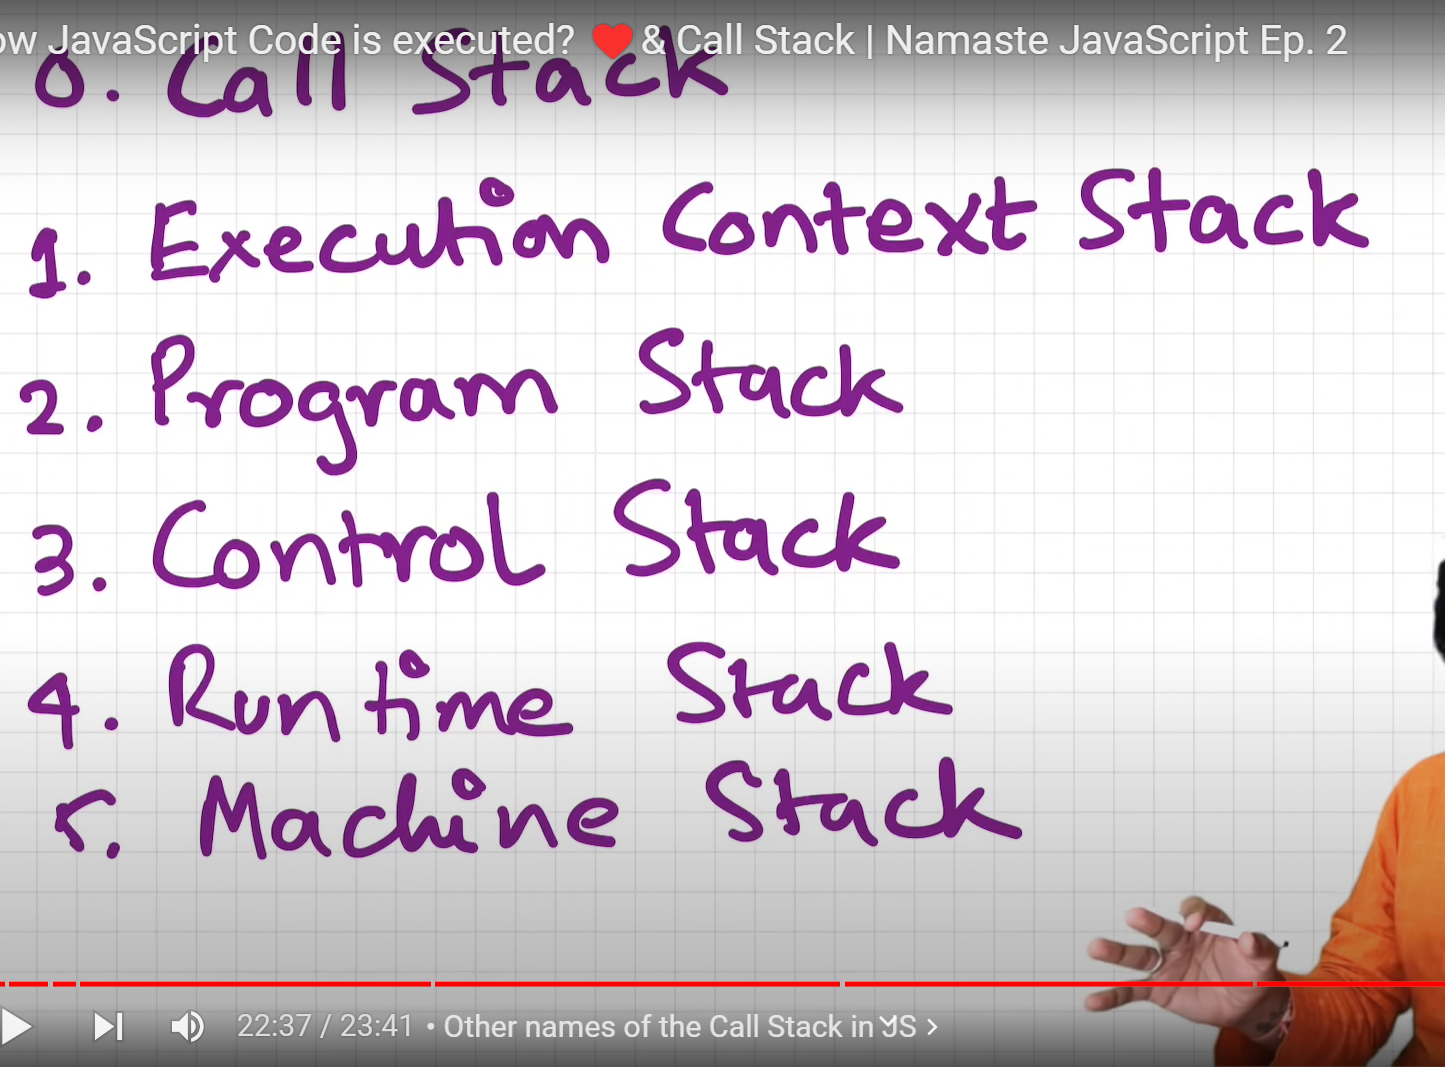 ow JavaScript Code is executed? ❤️& Call Stack | Namaste JavaScript Ep. 2
0. Call Stack
1. Execution Context Stack
2. Program Stack
3. Control Stack
4. Runtime Stack
5. Machine Stack
22:37 / 23:41 • Other names of the Call Stack in JS >